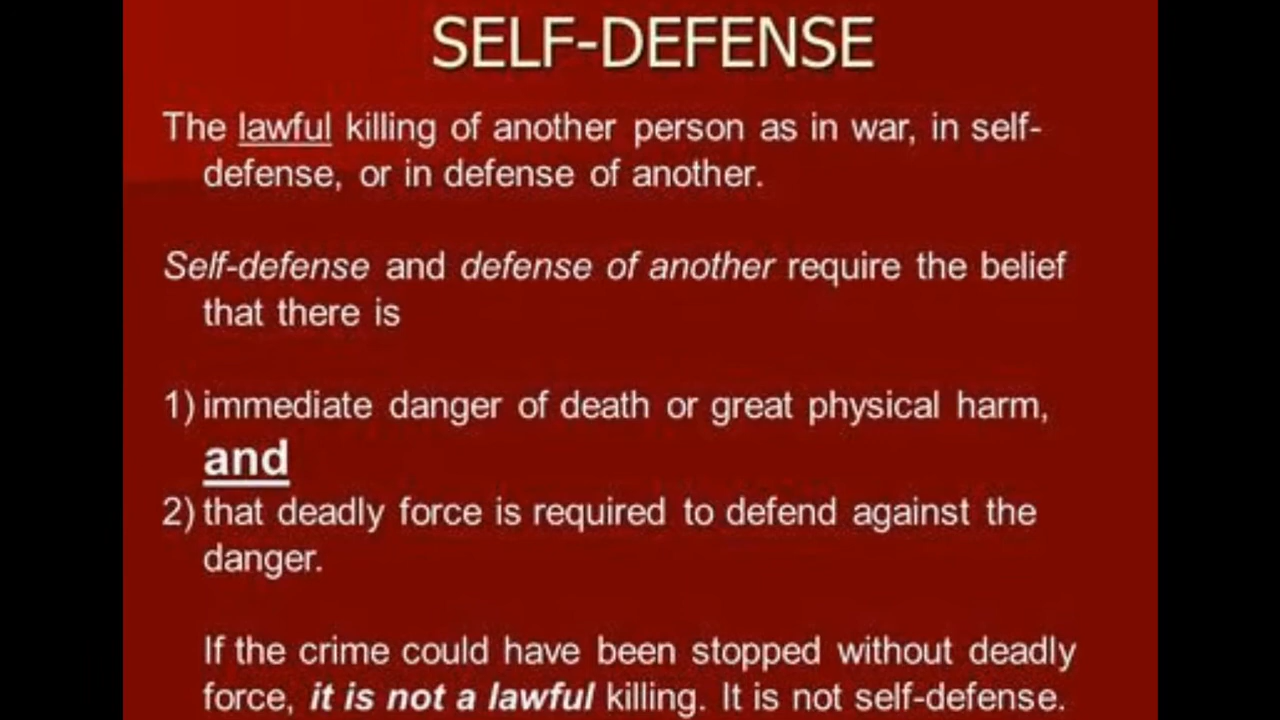 SELF-DEFENSE
The lawful killing of another person as in war, in self-
defense, or in defense of another.
Self-defense and defense of another require the belief
that there is
1) immediate danger of death or great physical harm,
and
2) that deadly force is required to defend against the
danger.
If the crime could have been stopped without deadly
force, it is not a lawful killing. It is not self-defense.